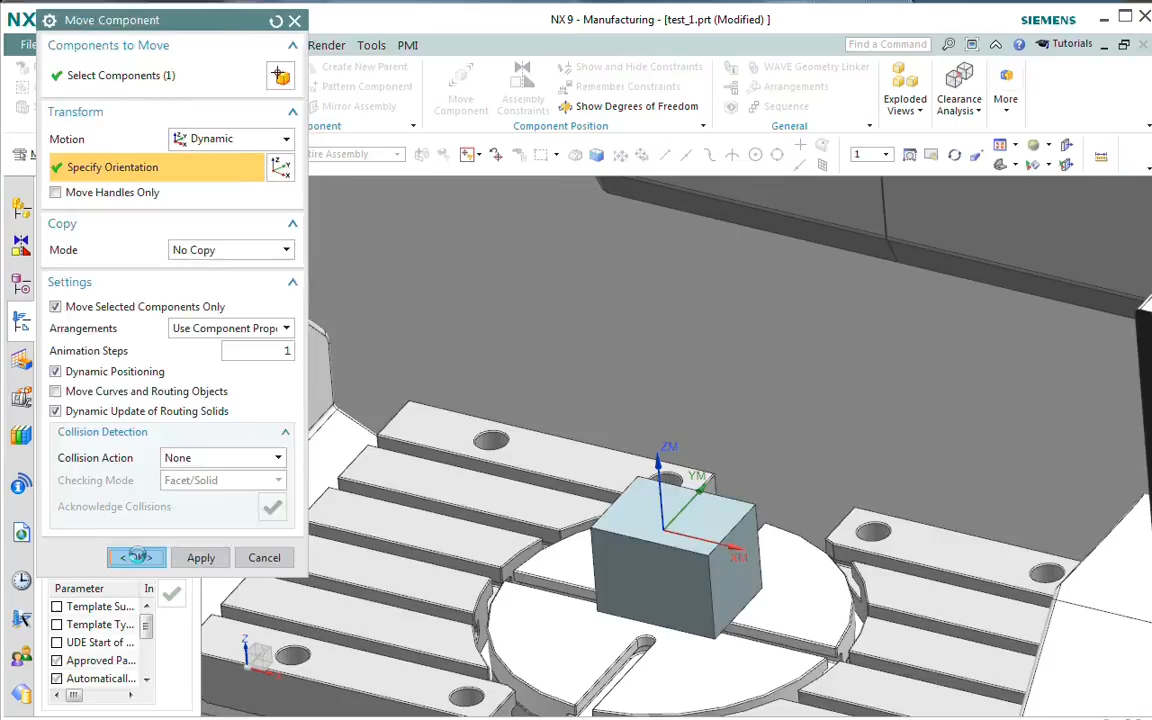 NX
Move Component
NX 9 - Manufacturing - [test_1.prt (Modified) ]
SIEMENS
Components to Move
Render Tools PMI
Find a Command
Tutorials
Select Components (1)
Create New Parent
Pattern Component
Mirror Assembly
Move Component
Assembly Constraints
Show and Hide Constraints
Remember Constraints
Show Degrees of Freedom
WAVE Geometry Linker
Arrangements
Sequence
Exploded Views
Clearance Analysis
More
Component Position
General
Transform
Motion
Dynamic
1
Specify Orientation
Move Handles Only
Copy
Mode
No Copy
Settings
Move Selected Components Only
Arrangements
Use Component Prop
Animation Steps
1
Dynamic Positioning
Move Curves and Routing Objects
Dynamic Update of Routing Solids
Collision Detection
Collision Action
None
Checking Mode
Facet/Solid
Acknowledge Collisions
Apply
Cancel
Parameter In
Template Su...
Template Ty...
UDE Start of ...
Approved Pa...
Automatically...
ZM
YM
XM
Z